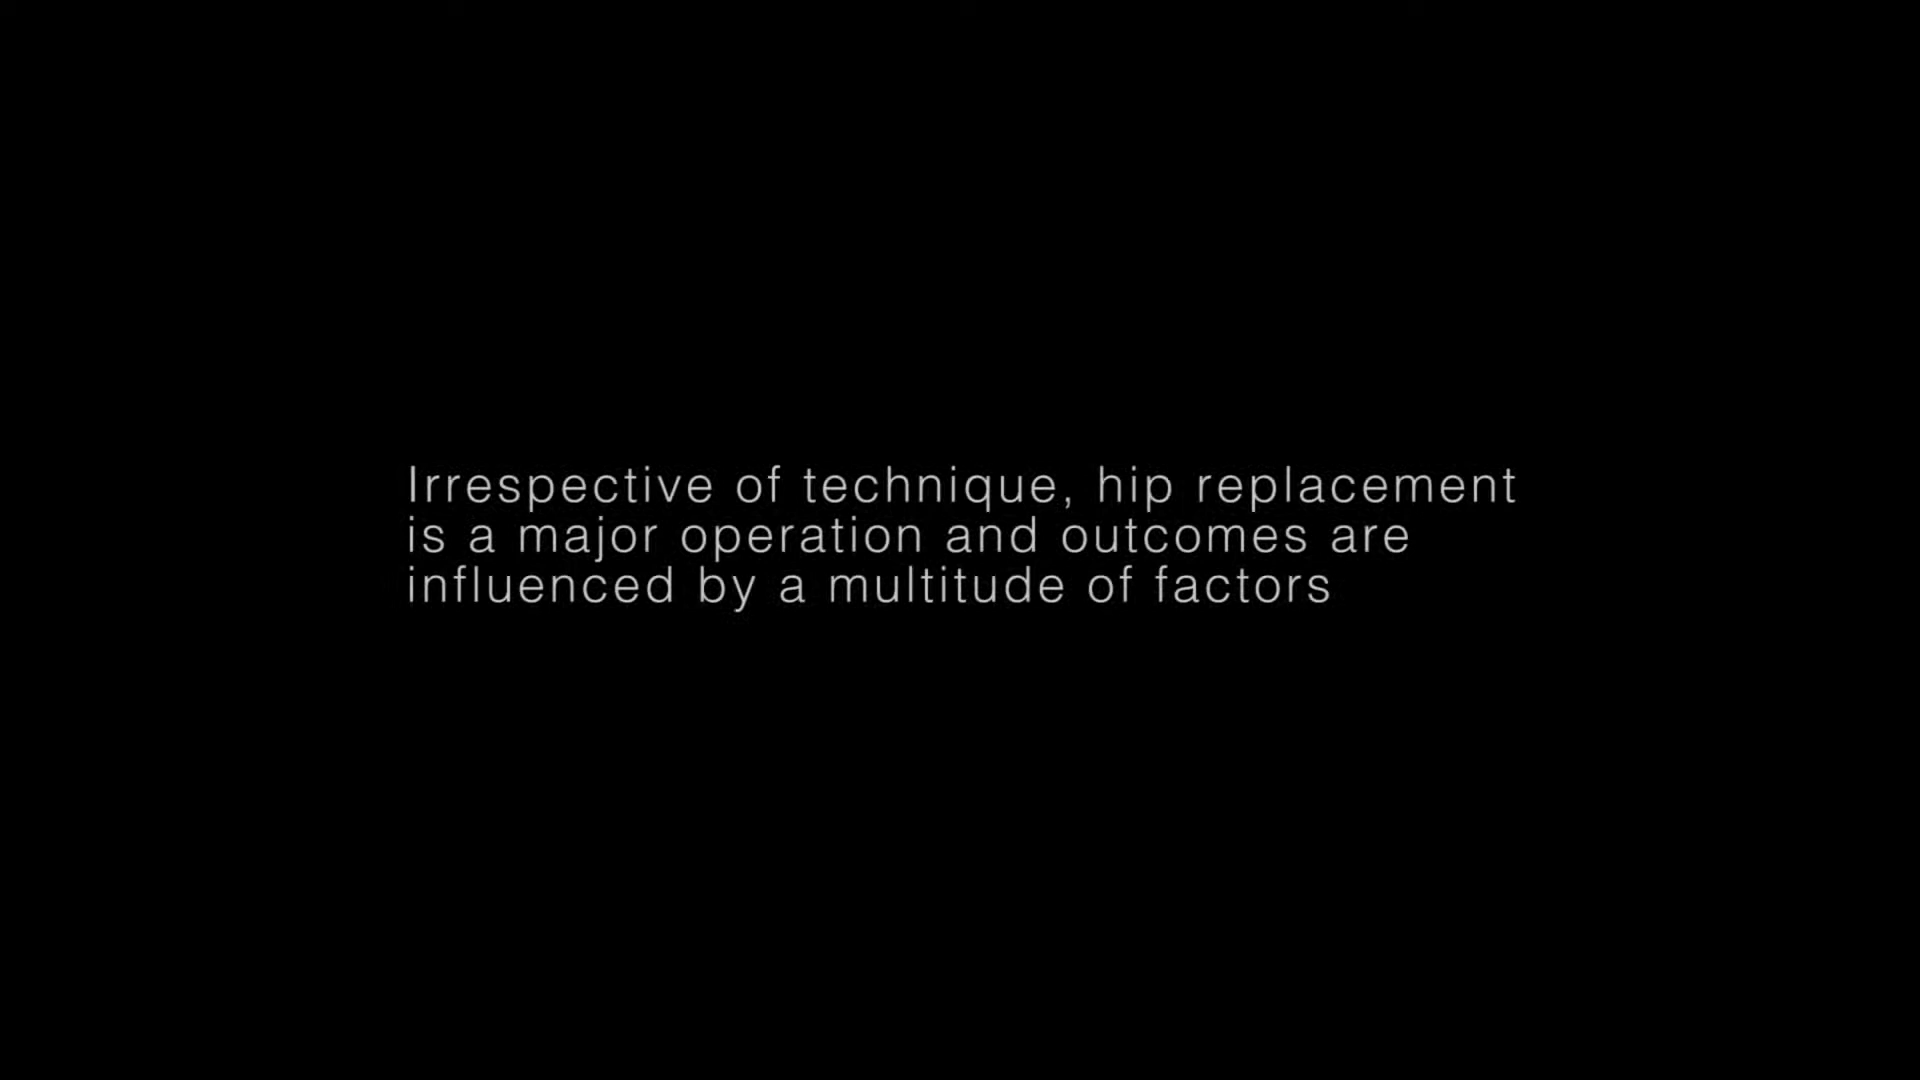 Irrespective of technique, hip replacement
is a major operation and outcomes are
influenced by a multitude of factors